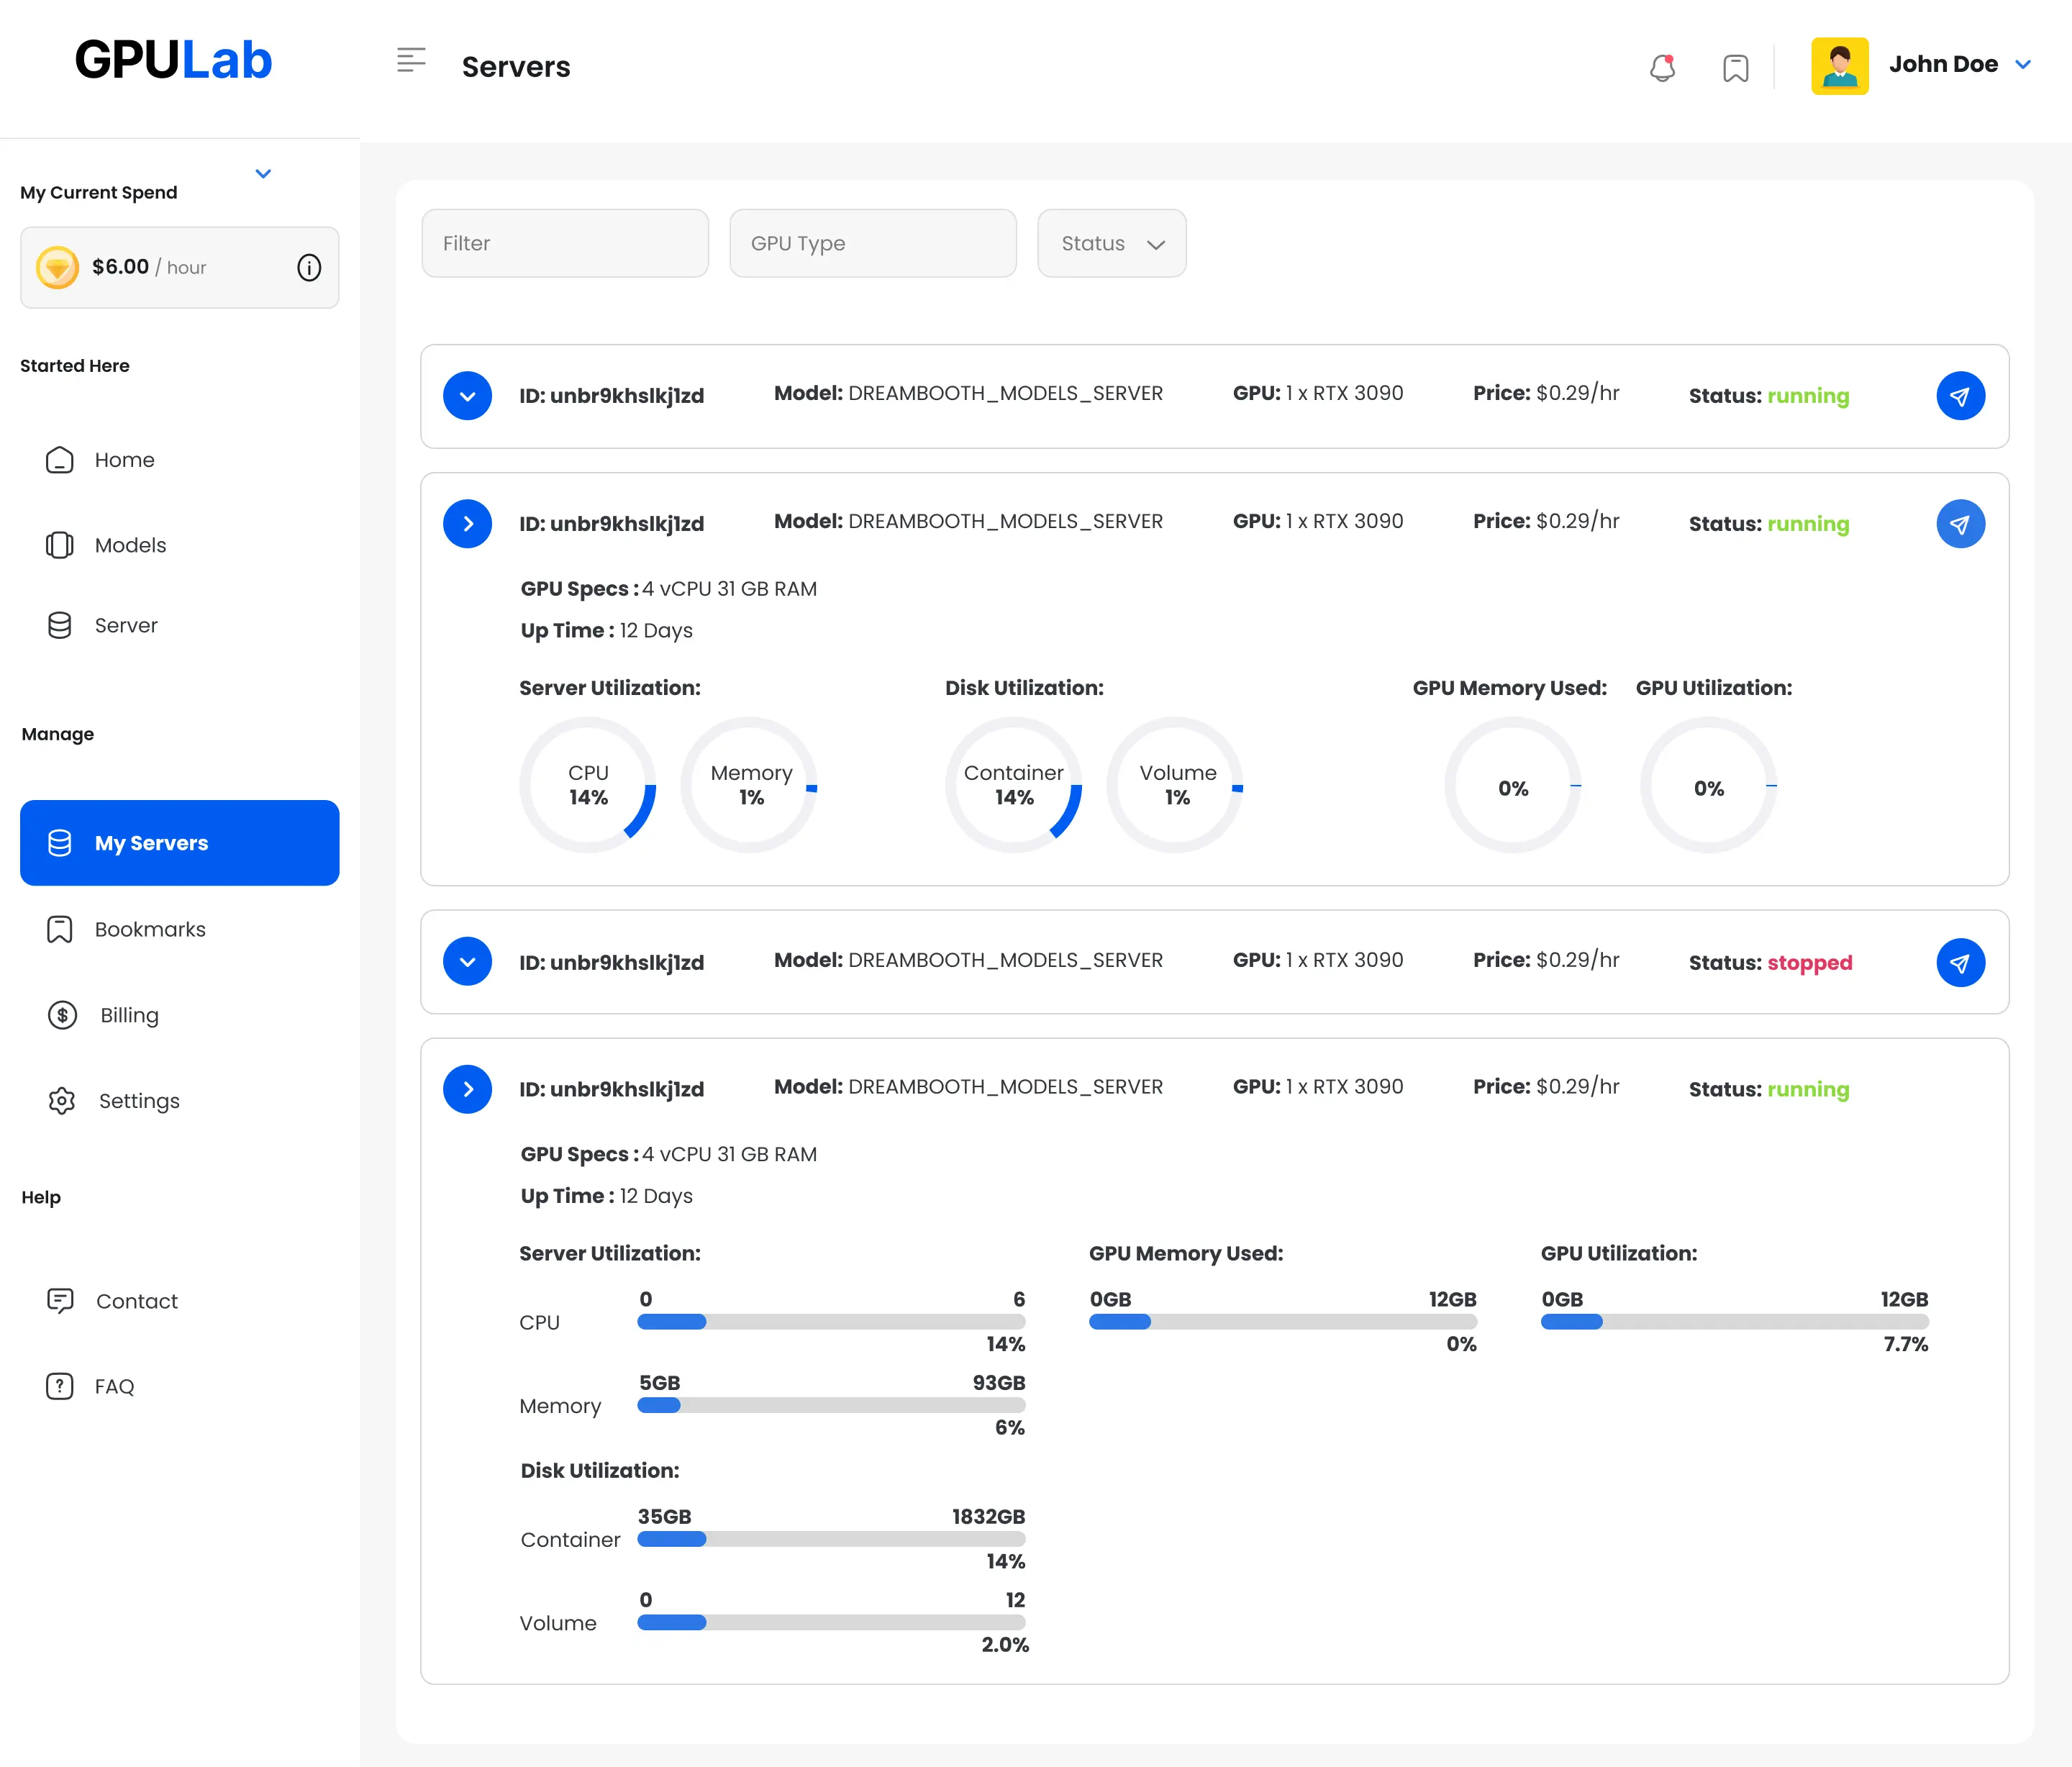 GPULab
Servers
John Doe
My Current Spend
$6.00 / hour
Started Here
Home
Models
Server
Manage
My Servers
Bookmarks
$ Billing
Settings
Help
Contact
? FAQ
Filter
GPU Type
Status
ID: unbr9khslkj1zd Model: DREAMBOOTH_MODELS_SERVER GPU: 1 x RTX 3090 Price: $0.29/hr Status: running
ID: unbr9khslkj1zd Model: DREAMBOOTH_MODELS_SERVER GPU: 1 x RTX 3090 Price: $0.29/hr Status: running
GPU Specs : 4 vCPU 31 GB RAM
Up Time : 12 Days
Server Utilization: Disk Utilization: GPU Memory Used: GPU Utilization:
CPU Memory Container Volume
14% 1% 14% 1% 0% 0%
ID: unbr9khslkj1zd Model: DREAMBOOTH_MODELS_SERVER GPU: 1 x RTX 3090 Price: $0.29/hr Status: stopped
ID: unbr9khslkj1zd Model: DREAMBOOTH_MODELS_SERVER GPU: 1 x RTX 3090 Price: $0.29/hr Status: running
GPU Specs : 4 vCPU 31 GB RAM
Up Time : 12 Days
Server Utilization: GPU Memory Used: GPU Utilization:
0 6 0GB 12GB 0GB 12GB
CPU
14% 0% 7.7%
5GB 93GB
Memory
6%
Disk Utilization:
35GB 1832GB
Container
14%
0 12
Volume
2.0%